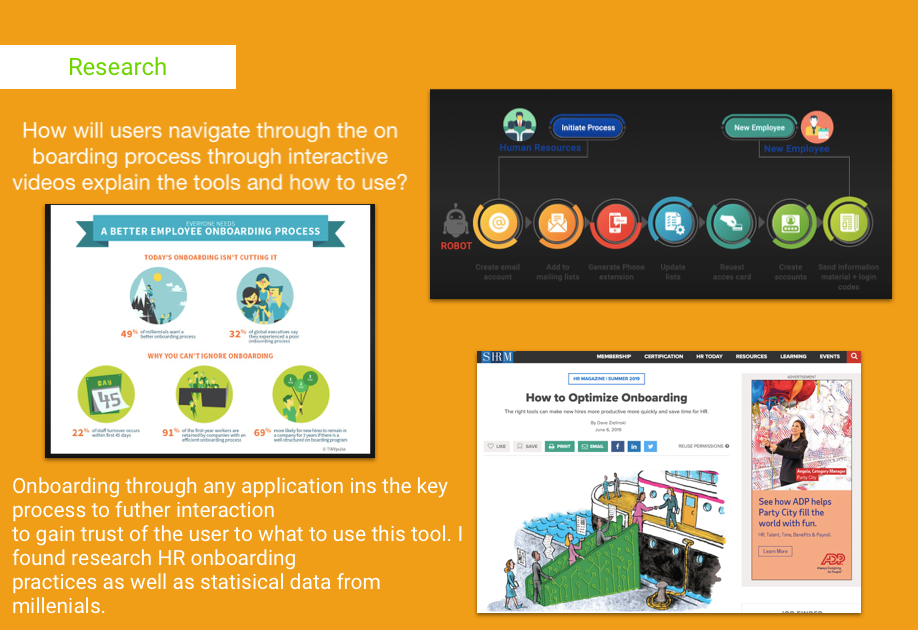 Research
How will users navigate through the on
boarding process through interactive
videos explain the tools and how to use?
EVERYONE NEEDS
A BETTER EMPLOYEE ONBOARDING PROCESS
TODAY'S ONBOARDING ISN'T CUTTING IT
49% of millennials want a
better onboarding process
32% of global executives say
they experienced a poor
onboarding process
WHY YOU CAN'T IGNORE ONBOARDING
DAY
45
22% of staff turnover occurs
within first 45 days
91% of the first-year workers are
retained by companies with an
efficient onboarding process
69% more likely for new hires to remain in
a company for 3 years if there is a
well-structured on boarding program
Onboarding through any application ins the key
process to futher interaction
to gain trust of the user to what to use this tool. I
found research HR onboarding
practices as well as statisical data from
millenials.
Initiate Process
Human Resources
New Employee
New Employee
ROBOT
Create email
account
Add to
mailing lists
Generate Phone
extension
Update
lists
Reuest
acces card
Create
accounts
Send information
material + login
codes
SHRM
MEMBERSHIP CERTIFICATION HR TODAY RESOURCES LEARNING EVENTS
HR MAGAZINE | SUMMER 2019
How to Optimize Onboarding
The right tools can make new hires more productive more quickly and save time for HR.
By Dave Zielinski
June 6, 2019
LIKE SAVE PRINT EMAIL REUSE PERMISSIONS
ADVERTISEMENT
Angela, Category Manager
Party City
See how ADP helps
Party City fill the
world with fun.
HR, Talent, Time, Benefits & Payroll.
Learn More
ADP
JOB FINDER